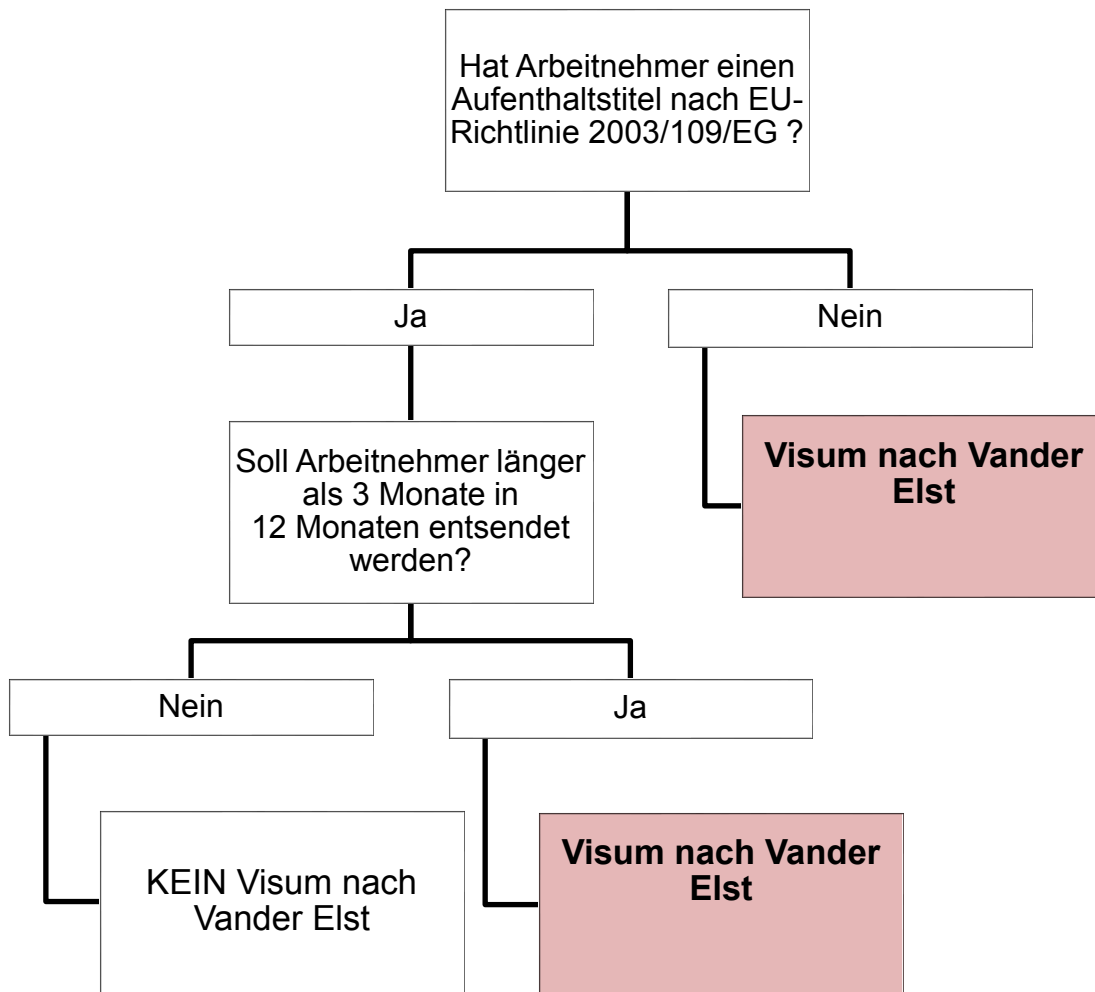 Hat Arbeitnehmer einen
Aufenthaltstitel nach EU-
Richtlinie 2003/109/EG ?
Ja
Nein
Soll Arbeitnehmer länger
als 3 Monate in
12 Monaten entsendet
werden?
Visum nach Vander
Elst
Nein
Ja
KEIN Visum nach
Vander Elst
Visum nach Vander
Elst